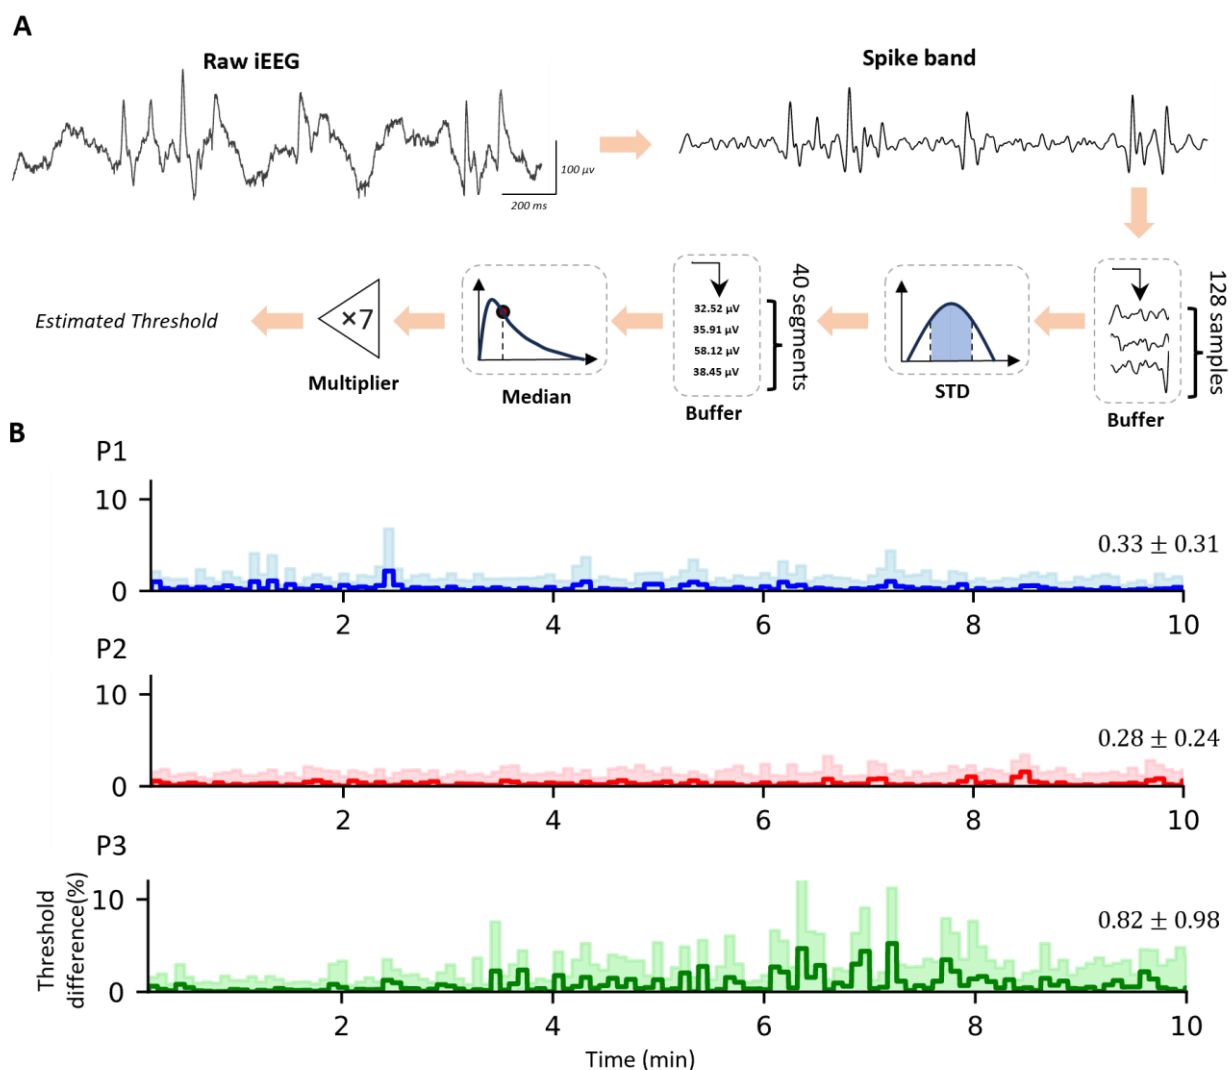 A
Raw iEEG
Spike band
100 μv
200 ms
Estimated Threshold
×7
Multiplier
Median
32.52 μV
35.91 μV
58.12 μV
38.45 μV
40 segments
Buffer
STD
128 samples
Buffer
B
P1
10
0
0.33 ± 0.31
2 4 6 8 10
P2
10
0
0.28 ± 0.24
2 4 6 8 10
P3
Threshold
difference(%)
10
0
0.82 ± 0.98
2 4 6 8 10
Time (min)